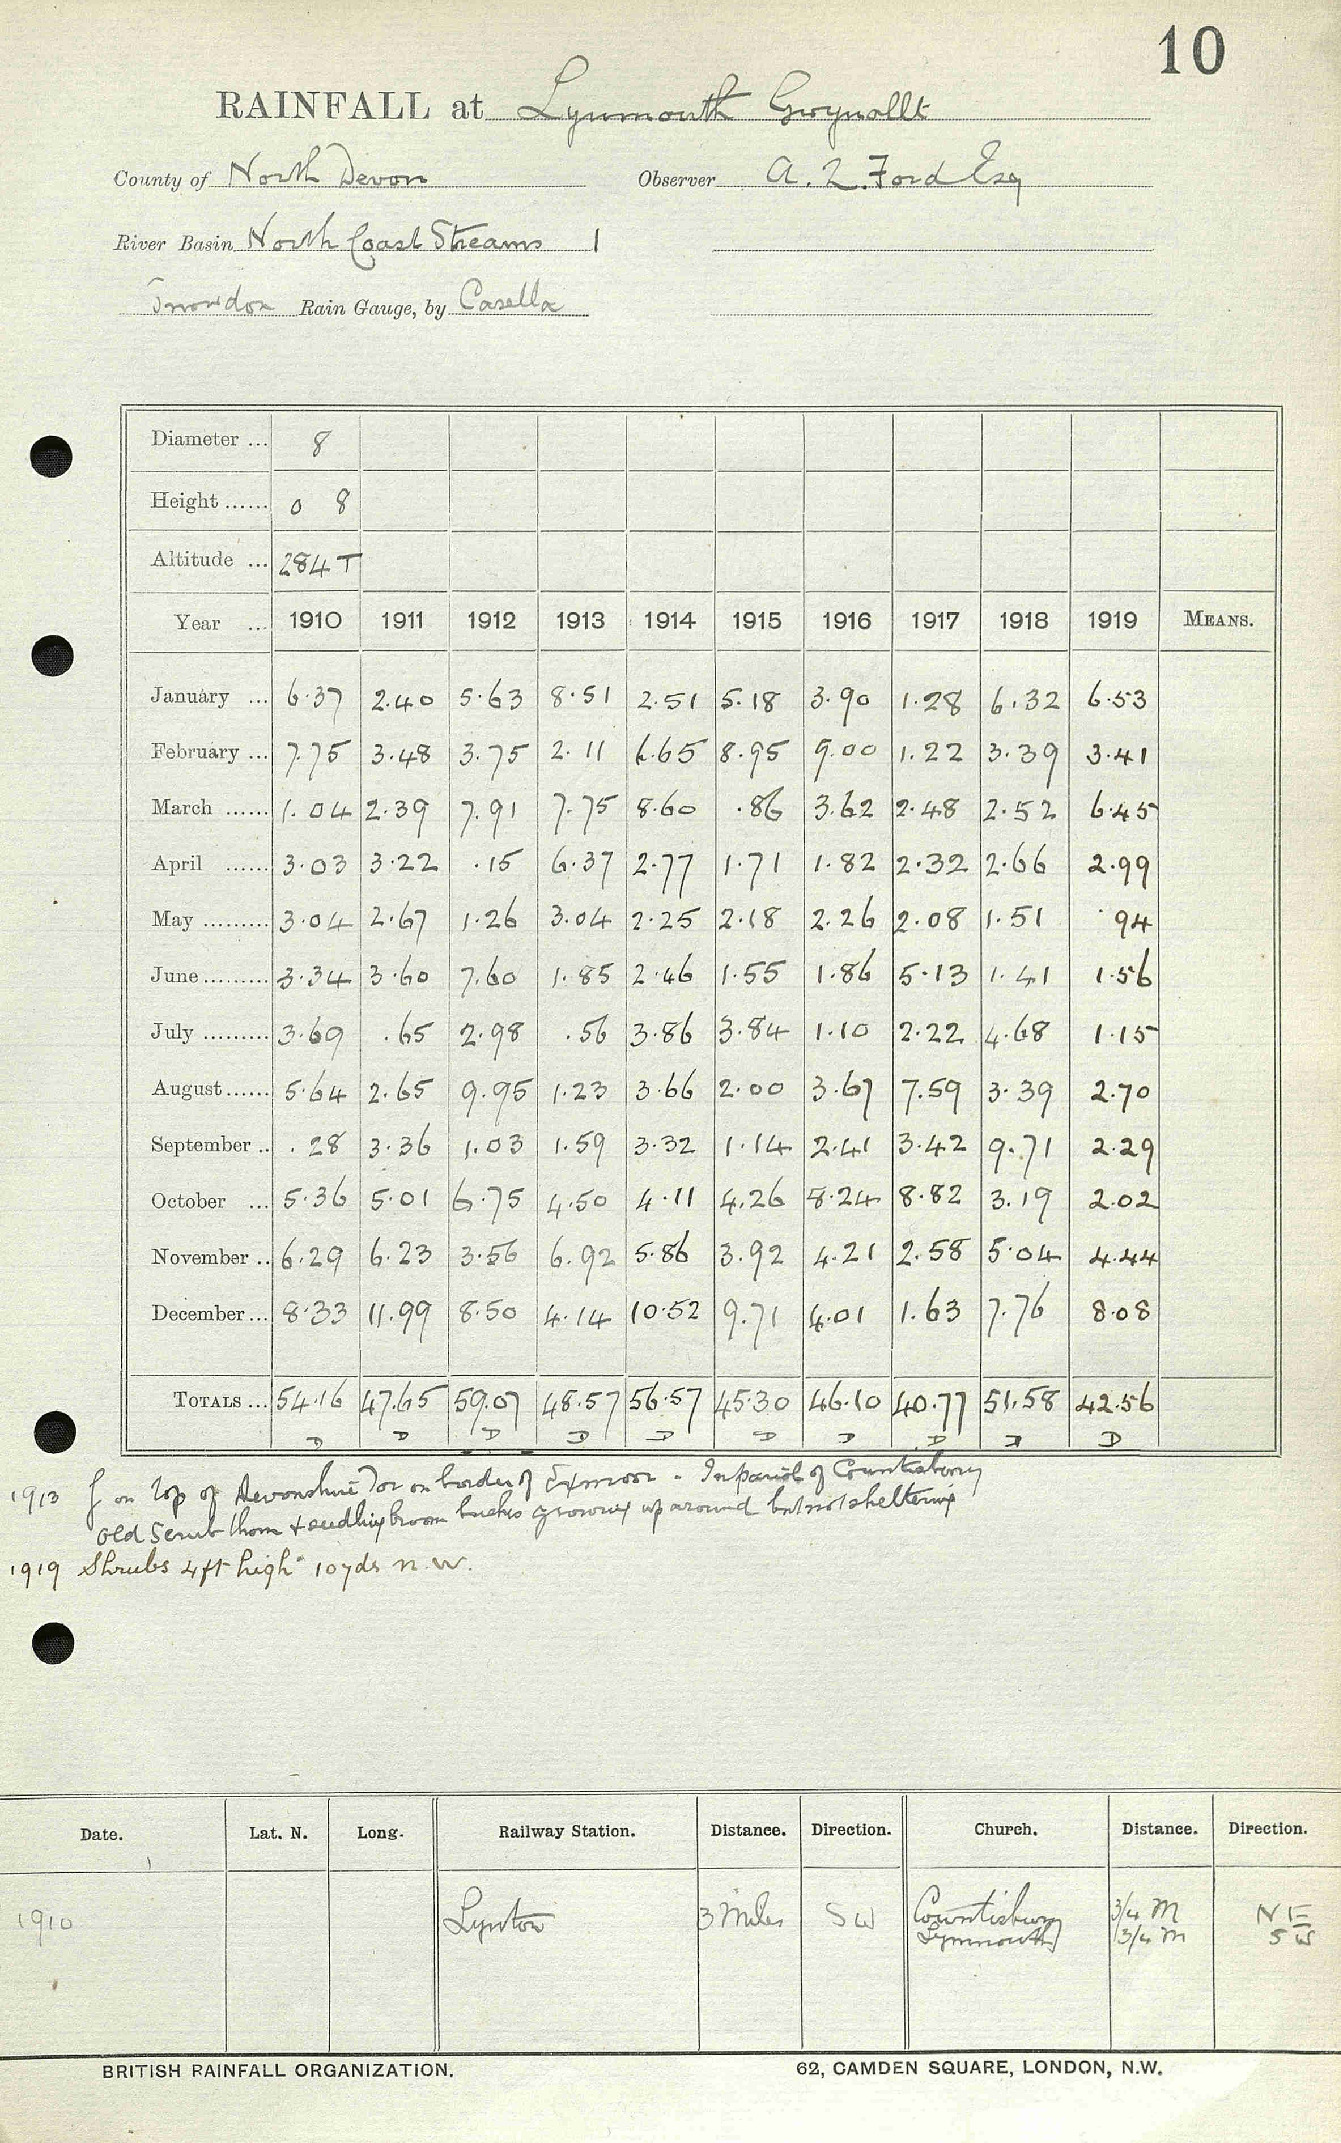 10
RAINFALL at Lynmouth Gwynallt
County of North Devon Observer A. L. Ford Esq
River Basin North Coast Streams 1
Snowdon Rain Gauge, by Casella
Diameter ... 8
Height ...... 0 8
Altitude ... 284 T
Year ... 1910 1911 1912 1913 1914 1915 1916 1917 1918 1919 MEANS.
January ... 6.37 2.40 5.63 8.51 2.51 5.18 3.90 1.28 6.32 6.53
February ... 7.75 3.48 3.75 2.11 6.65 8.95 9.00 1.22 3.39 3.41
March ...... 1.04 2.39 7.91 7.75 8.60 .86 3.62 2.48 2.52 6.45
April ...... 3.03 3.22 .15 6.37 2.77 1.71 1.82 2.32 2.66 2.99
May ......... 3.04 2.67 1.26 3.04 2.25 2.18 2.26 2.08 1.51 .94
June ......... 3.34 3.60 7.60 1.85 2.46 1.55 1.86 5.13 1.41 1.56
July ......... 3.69 .65 2.98 .56 3.86 3.84 1.10 2.22 4.68 1.15
August ...... 5.64 2.65 9.95 1.23 3.66 2.00 3.67 7.59 3.39 2.70
September .. .28 3.36 1.03 1.59 3.32 1.14 2.41 3.42 9.71 2.29
October ... 5.36 5.01 6.75 4.50 4.11 4.26 8.24 8.82 3.19 2.02
November .. 6.29 6.23 3.56 6.92 5.86 3.92 4.21 2.58 5.04 4.44
December ... 8.33 11.99 8.50 4.14 10.52 9.71 4.01 1.63 7.76 8.08
TOTALS ... 54.16 47.65 59.07 48.57 56.57 45.30 46.10 40.77 51.58 42.56
D D D D D D D D D D
1913 on top of Devonshire Tor on border of Exmoor - In parish of Countisbury
Old Scrub thorn & seedling broom bushes growing up around but not sheltering
1919 Shrubs 4ft high 10yds N.W.
Date. Lat. N. Long. Railway Station. Distance. Direction. Church. Distance. Direction.
1910 Lynton 3 Miles SW Countisbury 3/4 M NE
Lynmouth 3/4 M SW
BRITISH RAINFALL ORGANIZATION. 62, CAMDEN SQUARE, LONDON, N.W.